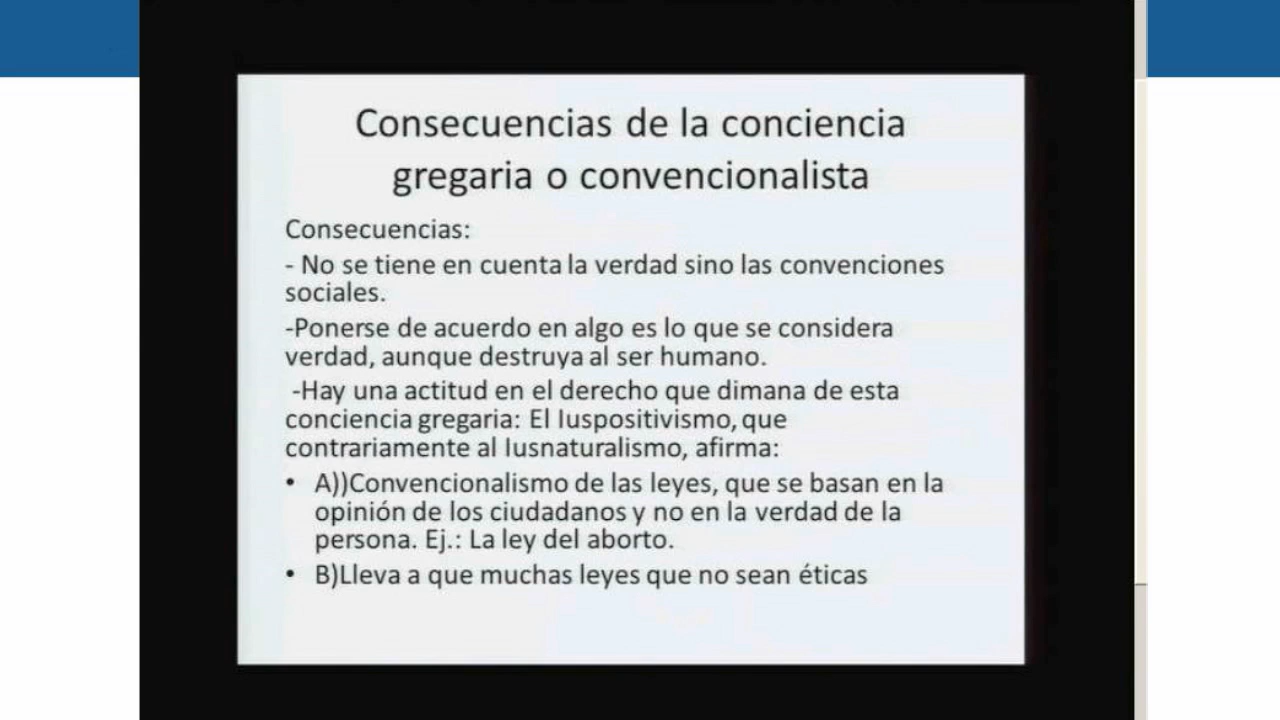 Consecuencias de la conciencia
gregaria o convencionalista
Consecuencias:
- No se tiene en cuenta la verdad sino las convenciones
sociales.
-Ponerse de acuerdo en algo es lo que se considera
verdad, aunque destruya al ser humano.
-Hay una actitud en el derecho que dimana de esta
conciencia gregaria: El Iuspositivismo, que
contrariamente al Iusnaturalismo, afirma:
• A))Convencionalismo de las leyes, que se basan en la
opinión de los ciudadanos y no en la verdad de la
persona. Ej.: La ley del aborto.
• B)Lleva a que muchas leyes que no sean éticas